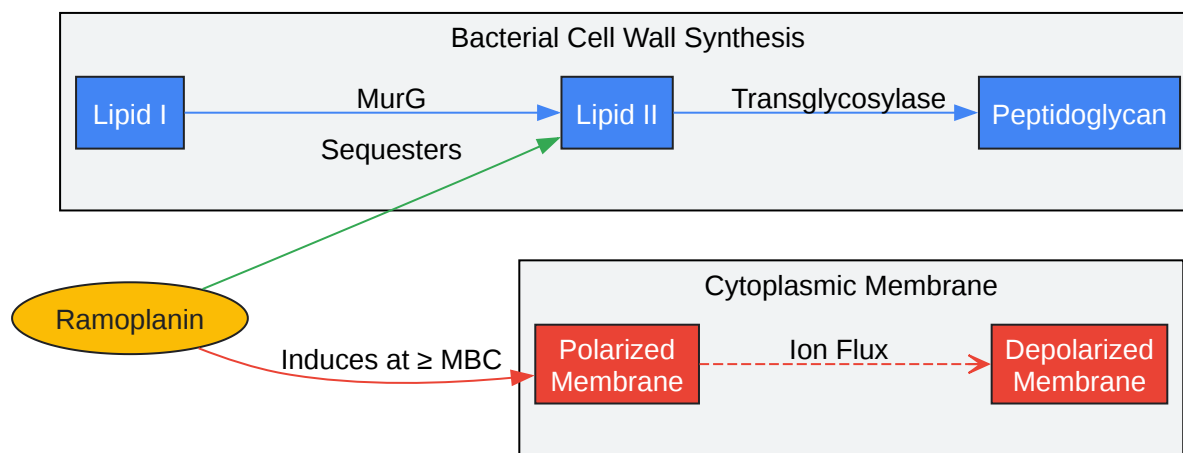 Bacterial Cell Wall Synthesis
Lipid I
MurG
Lipid II
Transglycosylase
Peptidoglycan
Sequesters
Ramoplanin
Induces at ≥ MBC
Cytoplasmic Membrane
Polarized
Membrane
Ion Flux
Depolarized
Membrane